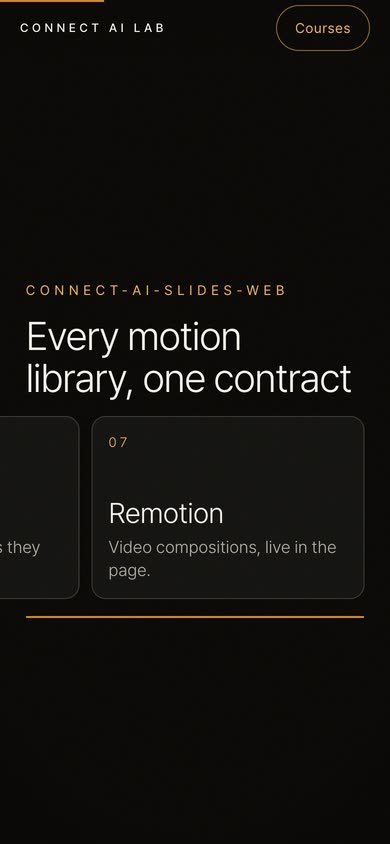 CONNECT AI LAB
Courses
CONNECT-AI-SLIDES-WEB
Every motion
library, one contract
07
Remotion
s they
Video compositions, live in the
page.